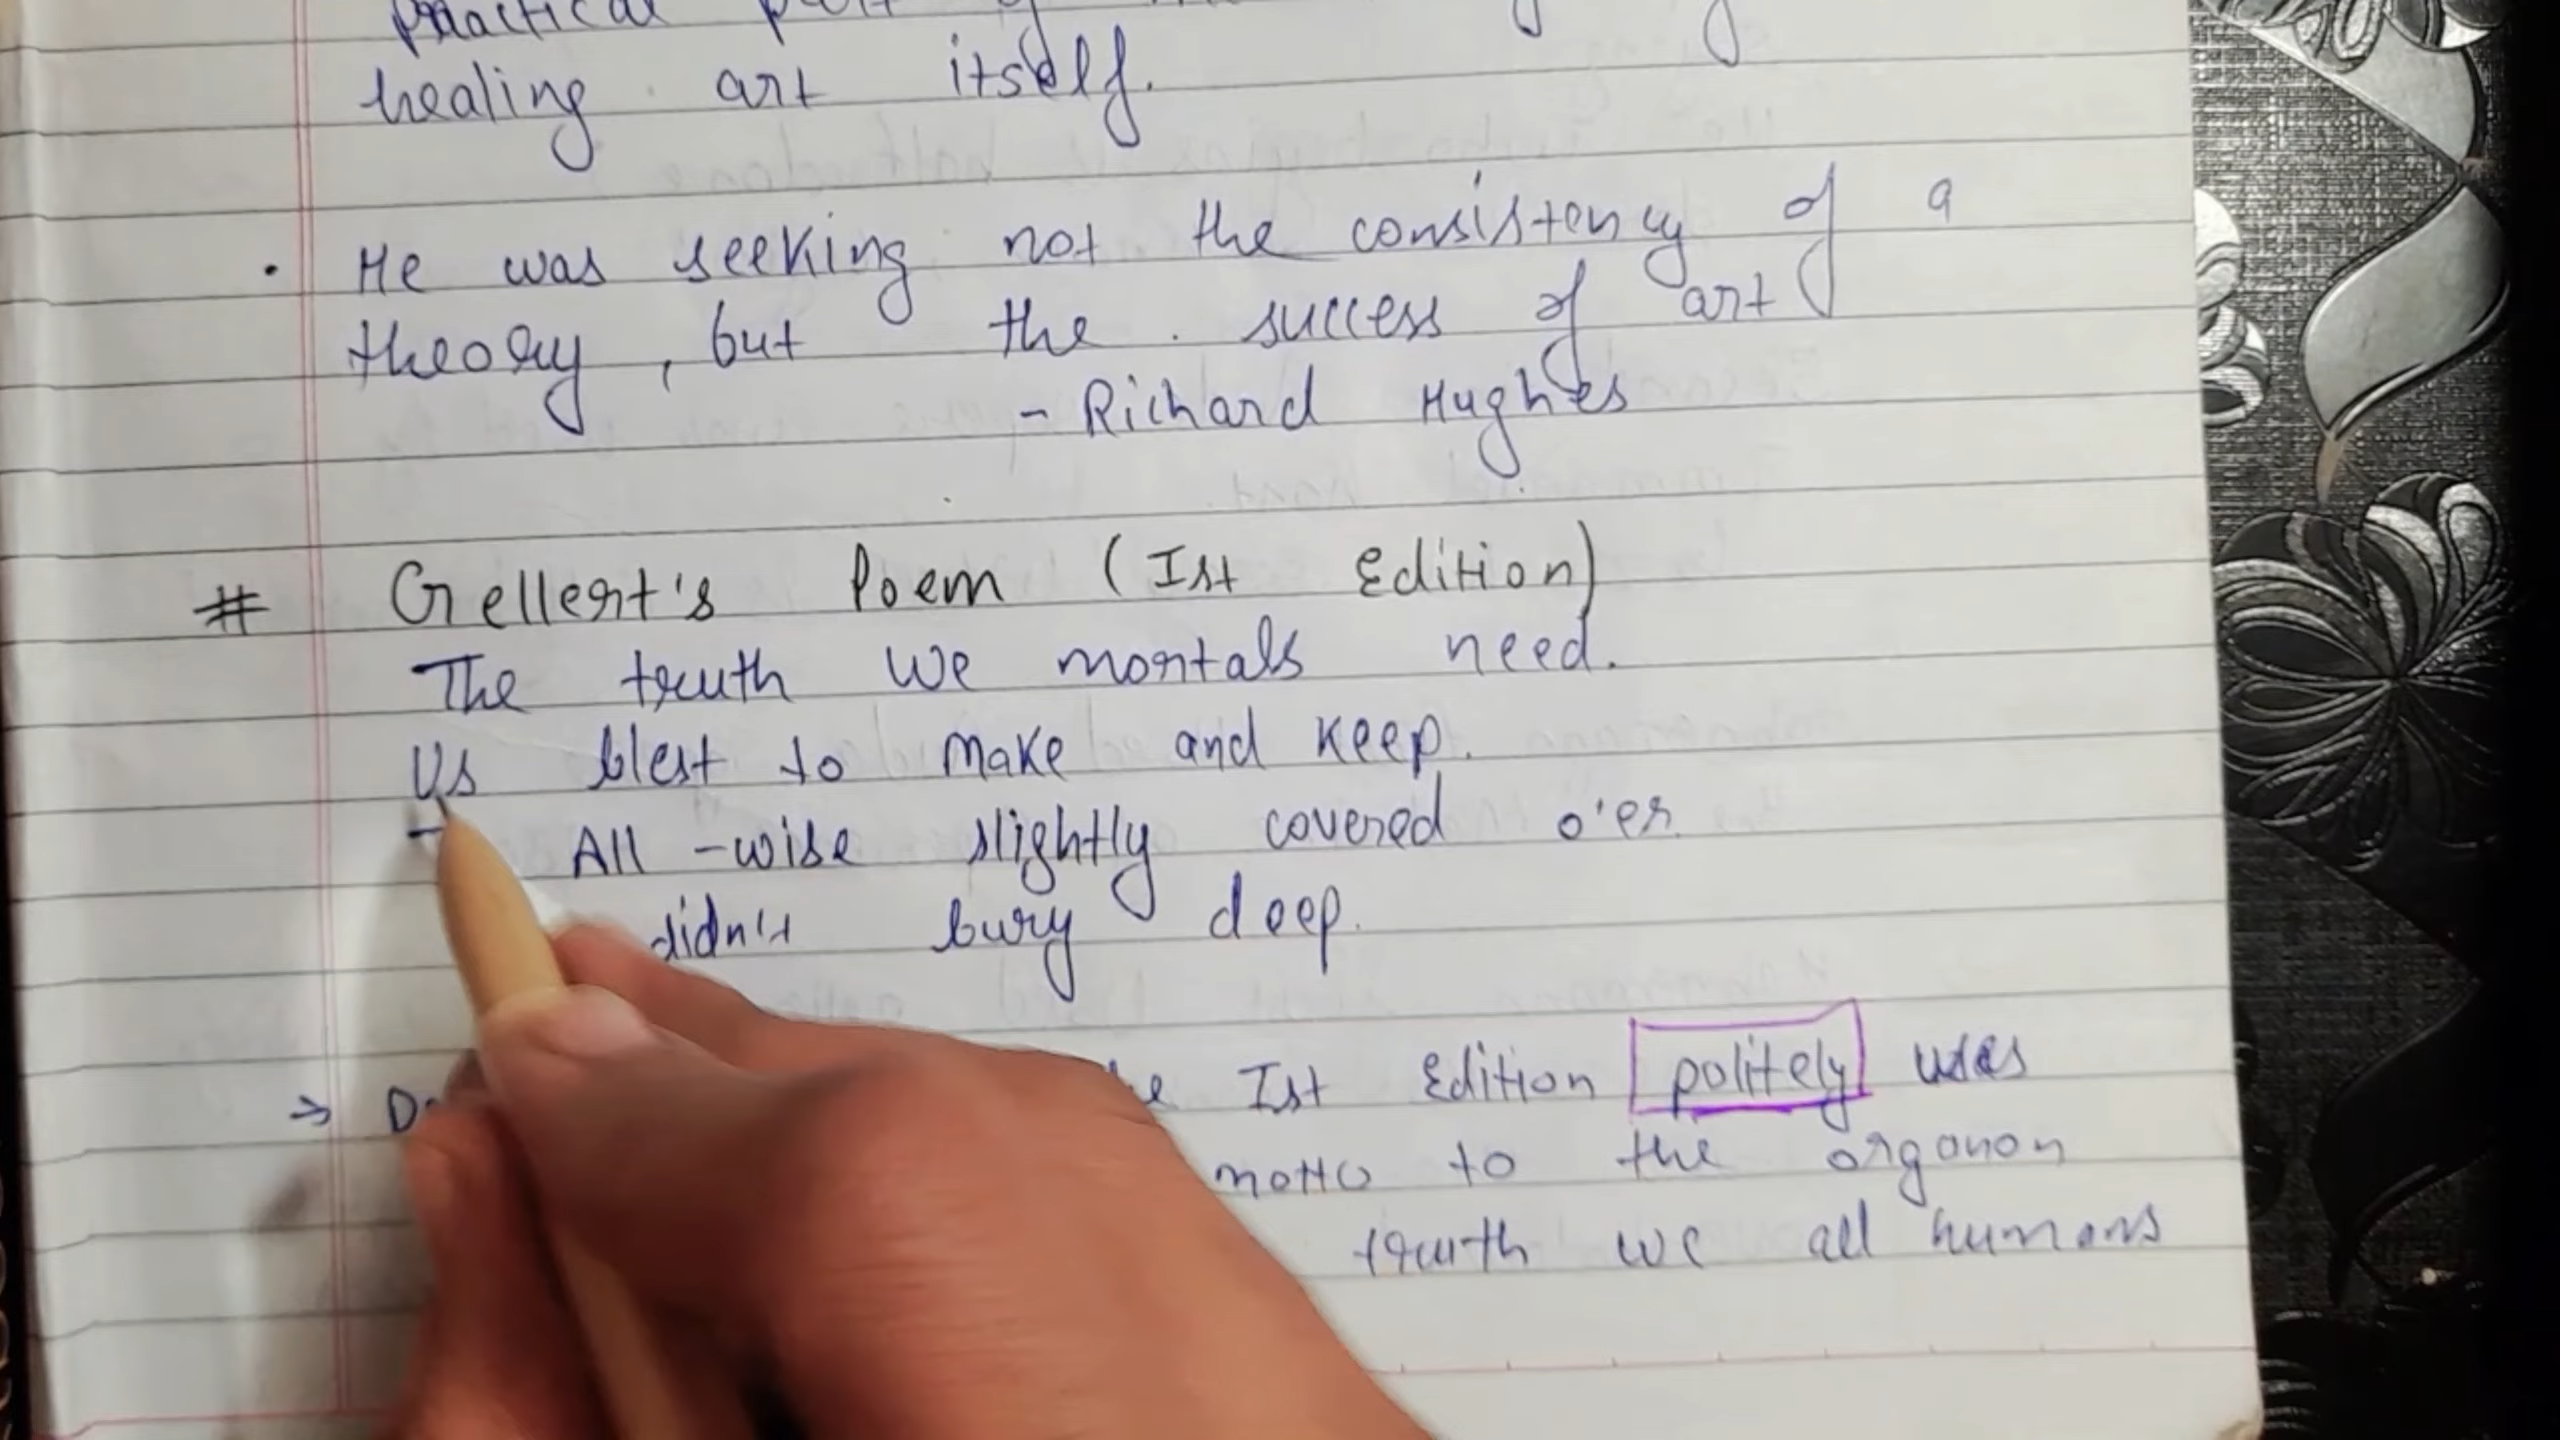 practical
healing art itself.
• He was seeking not the consistency of a
theory, but the success of art
- Richard Hughes
# Gellert's Poem (Ist Edition)
The truth we mortals need.
Us blest to make and keep.
All-wise slightly covered o'er
didn't bury deep.
→ Ist Edition politely uses
motto to the organon
truth we all humans